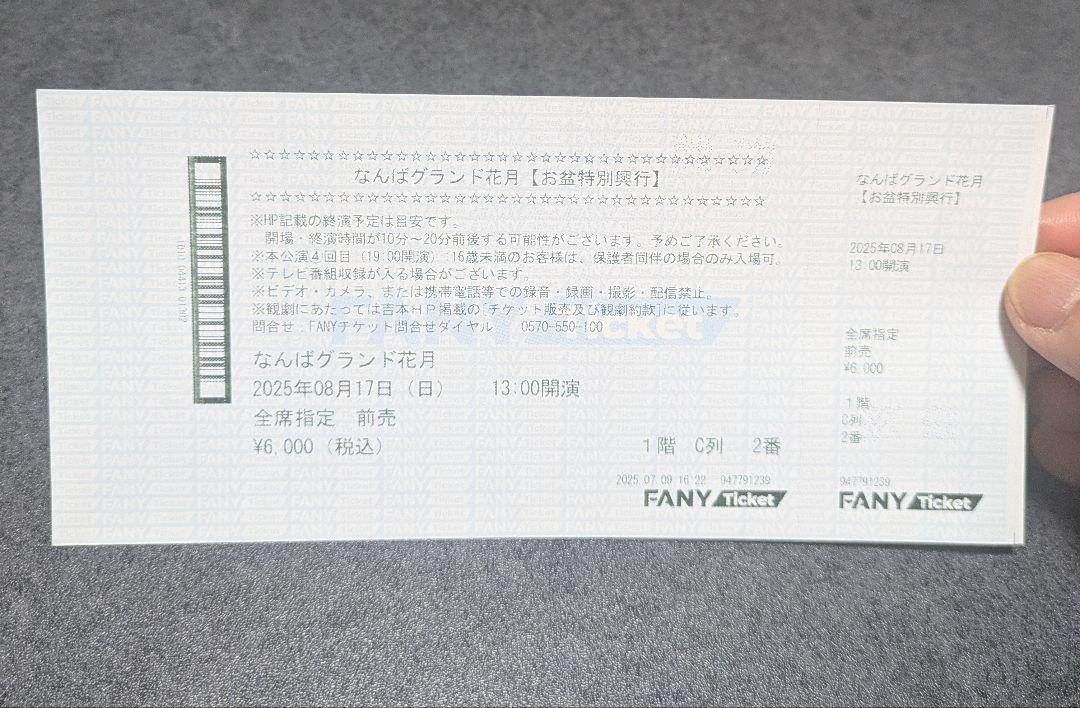 ☆☆☆☆☆☆☆☆☆☆☆☆☆☆☆☆☆☆☆☆☆☆☆☆☆☆☆☆☆☆☆☆☆☆☆
なんばグランド花月【お盆特別興行】
☆☆☆☆☆☆☆☆☆☆☆☆☆☆☆☆☆☆☆☆☆☆☆☆☆☆☆☆☆☆☆☆☆☆☆
※HP記載の終演予定は目安です。
開場・終演時間が10分～20分前後する可能性がございます。予めご了承ください。
※本公演4回目(19:00開演):16歳未満のお客様は、保護者同伴の場合のみ入場可。
※テレビ番組収録が入る場合がございます。
※ビデオ・カメラ、または携帯電話等での録音・録画・撮影・配信禁止。
※観劇にあたっては吉本HP掲載の「チケット販売及び観劇約款」に従います。
問合せ:FANYチケット問合せダイヤル 0570-550-100
なんばグランド花月
2025年08月17日(日) 13:00開演
全席指定 前売
¥6,000(税込)
1階 C列 2番
2025.07.09 16:22 947791239
FANY Ticket
なんばグランド花月
【お盆特別興行】
2025年08月17日
13:00開演
全席指定
前売
¥6,000
1階
C列
2番
947791239
FANY Ticket